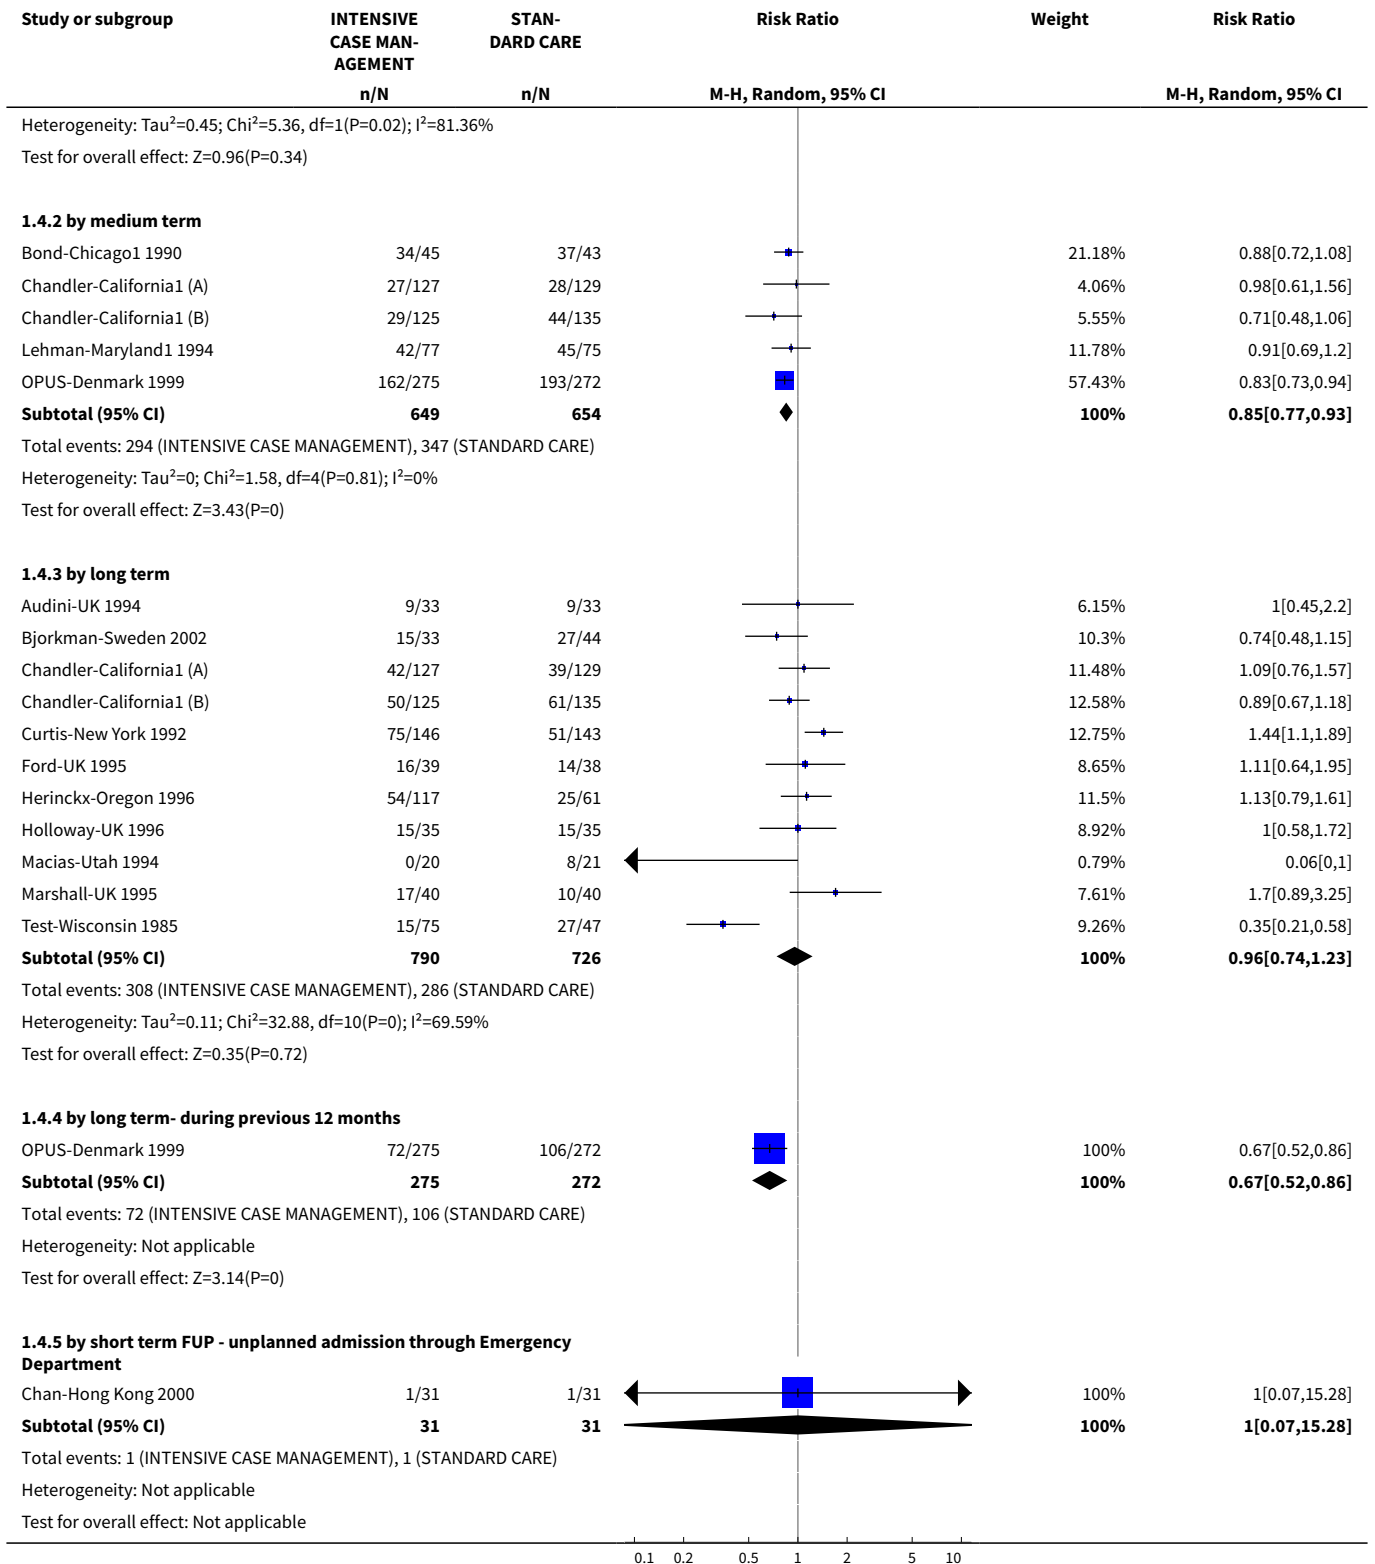 Study or subgroup INTENSIVE CASE MAN- AGEMENT STAN- DARD CARE Risk Ratio Weight Risk Ratio
n/N n/N M-H, Random, 95% CI M-H, Random, 95% CI
Heterogeneity: Tau²=0.45; Chi²=5.36, df=1(P=0.02); I²=81.36%
Test for overall effect: Z=0.96(P=0.34)
1.4.2 by medium term
Bond-Chicago1 1990 34/45 37/43 21.18% 0.88[0.72,1.08]
Chandler-California1 (A) 27/127 28/129 4.06% 0.98[0.61,1.56]
Chandler-California1 (B) 29/125 44/135 5.55% 0.71[0.48,1.06]
Lehman-Maryland1 1994 42/77 45/75 11.78% 0.91[0.69,1.2]
OPUS-Denmark 1999 162/275 193/272 57.43% 0.83[0.73,0.94]
Subtotal (95% CI) 649 654 100% 0.85[0.77,0.93]
Total events: 294 (INTENSIVE CASE MANAGEMENT), 347 (STANDARD CARE)
Heterogeneity: Tau²=0; Chi²=1.58, df=4(P=0.81); I²=0%
Test for overall effect: Z=3.43(P=0)
1.4.3 by long term
Audini-UK 1994 9/33 9/33 6.15% 1[0.45,2.2]
Bjorkman-Sweden 2002 15/33 27/44 10.3% 0.74[0.48,1.15]
Chandler-California1 (A) 42/127 39/129 11.48% 1.09[0.76,1.57]
Chandler-California1 (B) 50/125 61/135 12.58% 0.89[0.67,1.18]
Curtis-New York 1992 75/146 51/143 12.75% 1.44[1.1,1.89]
Ford-UK 1995 16/39 14/38 8.65% 1.11[0.64,1.95]
Herinckx-Oregon 1996 54/117 25/61 11.5% 1.13[0.79,1.61]
Holloway-UK 1996 15/35 15/35 8.92% 1[0.58,1.72]
Macias-Utah 1994 0/20 8/21 0.79% 0.06[0,1]
Marshall-UK 1995 17/40 10/40 7.61% 1.7[0.89,3.25]
Test-Wisconsin 1985 15/75 27/47 9.26% 0.35[0.21,0.58]
Subtotal (95% CI) 790 726 100% 0.96[0.74,1.23]
Total events: 308 (INTENSIVE CASE MANAGEMENT), 286 (STANDARD CARE)
Heterogeneity: Tau²=0.11; Chi²=32.88, df=10(P=0); I²=69.59%
Test for overall effect: Z=0.35(P=0.72)
1.4.4 by long term- during previous 12 months
OPUS-Denmark 1999 72/275 106/272 100% 0.67[0.52,0.86]
Subtotal (95% CI) 275 272 100% 0.67[0.52,0.86]
Total events: 72 (INTENSIVE CASE MANAGEMENT), 106 (STANDARD CARE)
Heterogeneity: Not applicable
Test for overall effect: Z=3.14(P=0)
1.4.5 by short term FUP - unplanned admission through Emergency
Department
Chan-Hong Kong 2000 1/31 1/31 100% 1[0.07,15.28]
Subtotal (95% CI) 31 31 100% 1[0.07,15.28]
Total events: 1 (INTENSIVE CASE MANAGEMENT), 1 (STANDARD CARE)
Heterogeneity: Not applicable
Test for overall effect: Not applicable
0.1 0.2 0.5 1 2 5 10